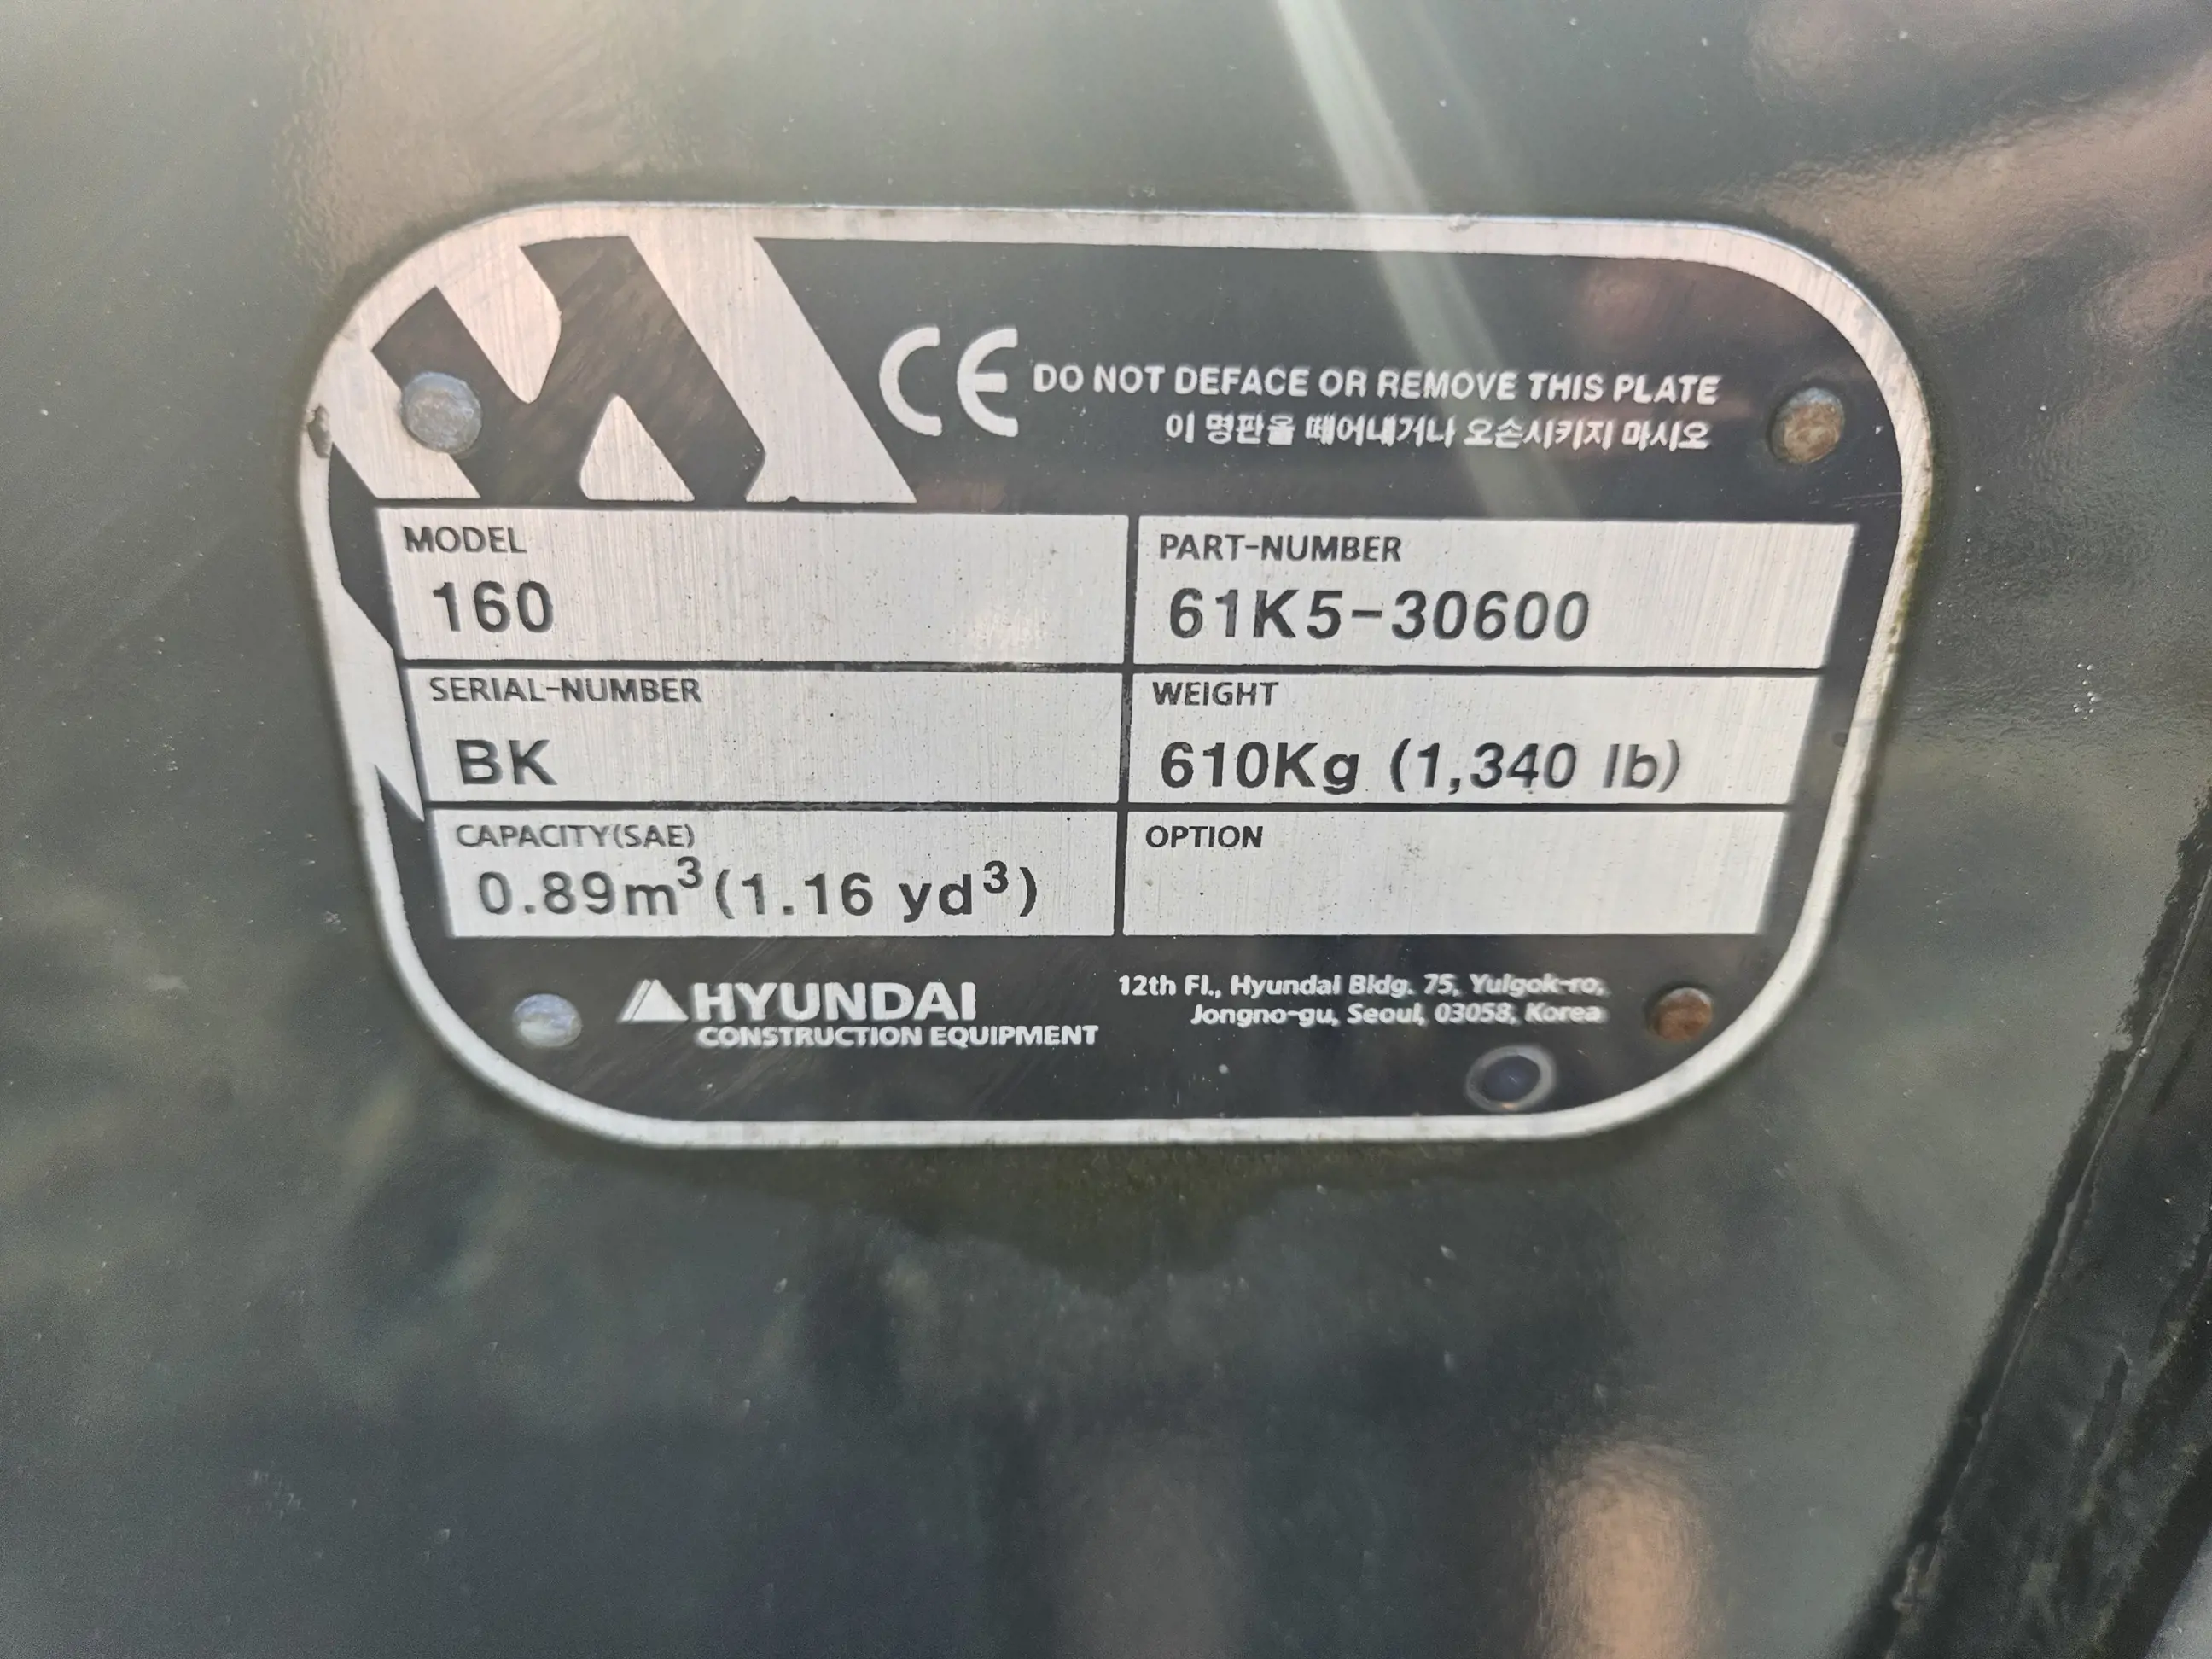 CE DO NOT DEFACE OR REMOVE THIS PLATE
이 명판을 떼어내거나 오손시키지 마시오
MODEL
160
PART-NUMBER
61K5-30600
SERIAL-NUMBER
BK
WEIGHT
610Kg (1,340 lb)
CAPACITY(SAE)
0.89m³(1.16 yd³)
OPTION
HYUNDAI
CONSTRUCTION EQUIPMENT
12th Fl., Hyundai Bldg. 75, Yulgok-ro,
Jongno-gu, Seoul, 03058, Korea